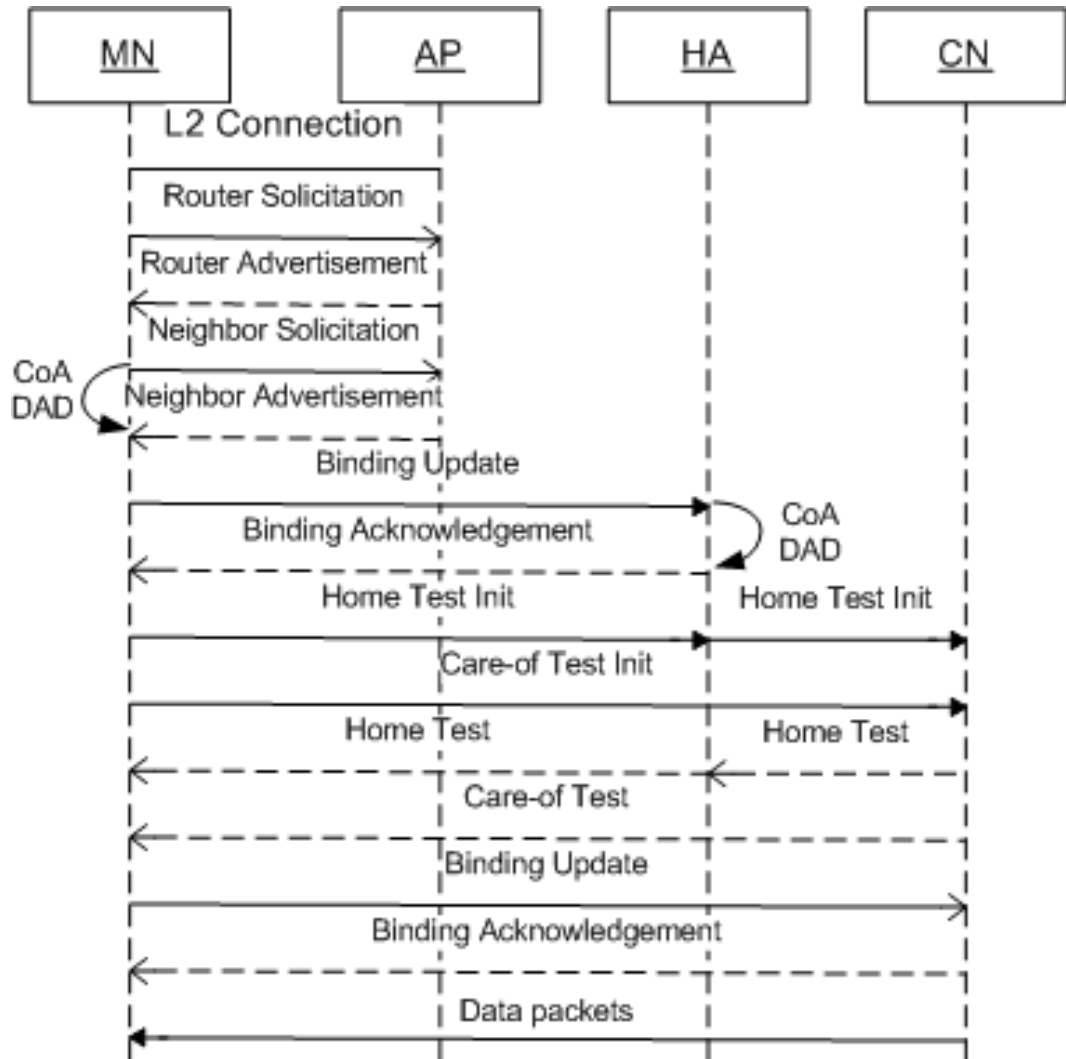 MN
AP
HA
CN
L2 Connection
Router Solicitation
Router Advertisement
Neighbor Solicitation
CoA
DAD
Neighbor Advertisement
Binding Update
Binding Acknowledgement
CoA
DAD
Home Test Init
Home Test Init
Care-of Test Init
Home Test
Home Test
Care-of Test
Binding Update
Binding Acknowledgement
Data packets